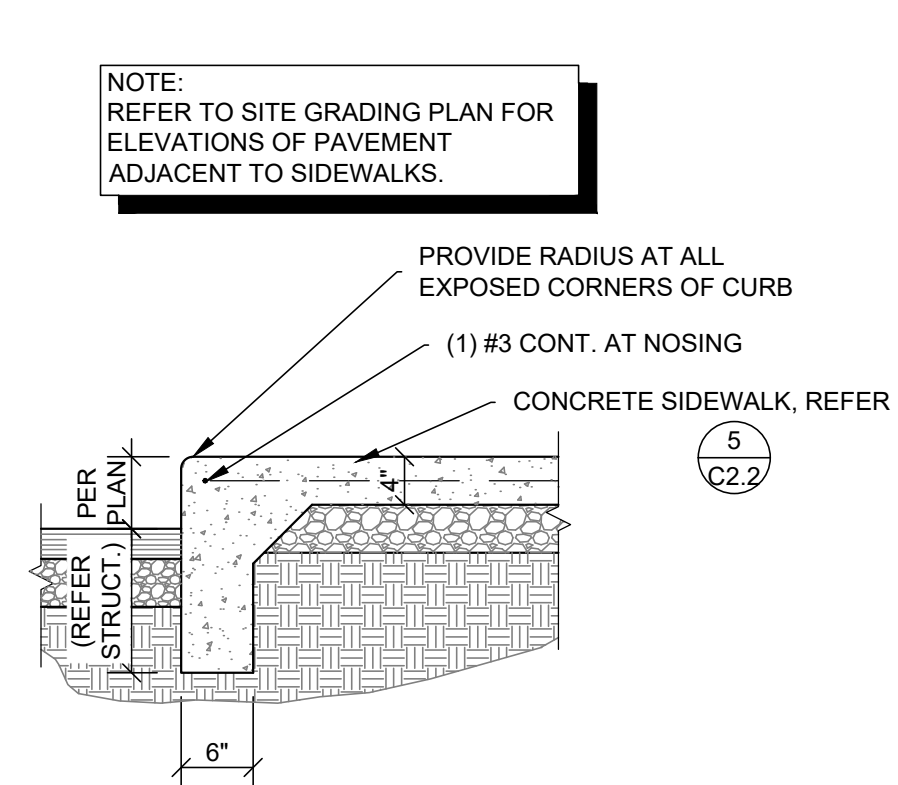 NOTE:
REFER TO SITE GRADING PLAN FOR
ELEVATIONS OF PAVEMENT
ADJACENT TO SIDEWALKS.
PROVIDE RADIUS AT ALL
EXPOSED CORNERS OF CURB
(1) #3 CONT. AT NOSING
CONCRETE SIDEWALK, REFER
5
C2.2
4"
PER
PLAN
(REFER
STRUCT.)
6"